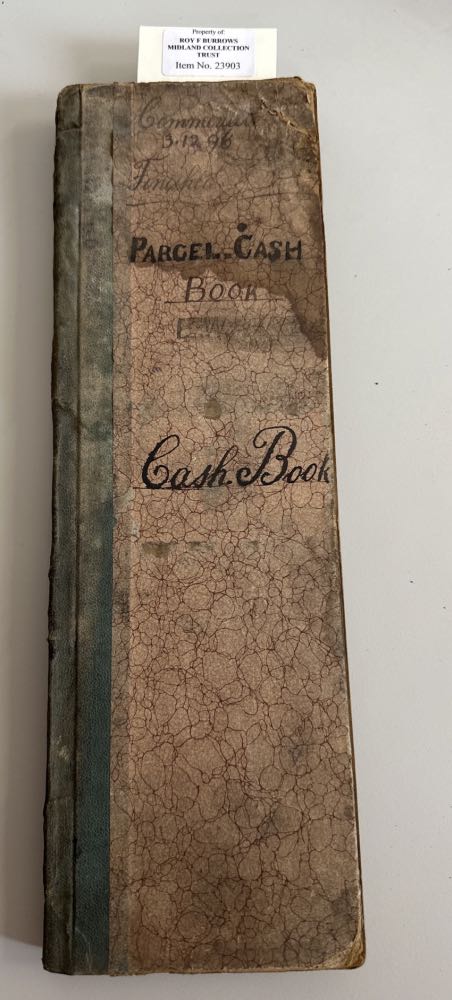 Property of:
ROY F BURROWS
MIDLAND COLLECTION
TRUST
Item No. 23903
Commenced
3.12.96
Finished
PARCEL. CASH
BOOK
Cash. Book